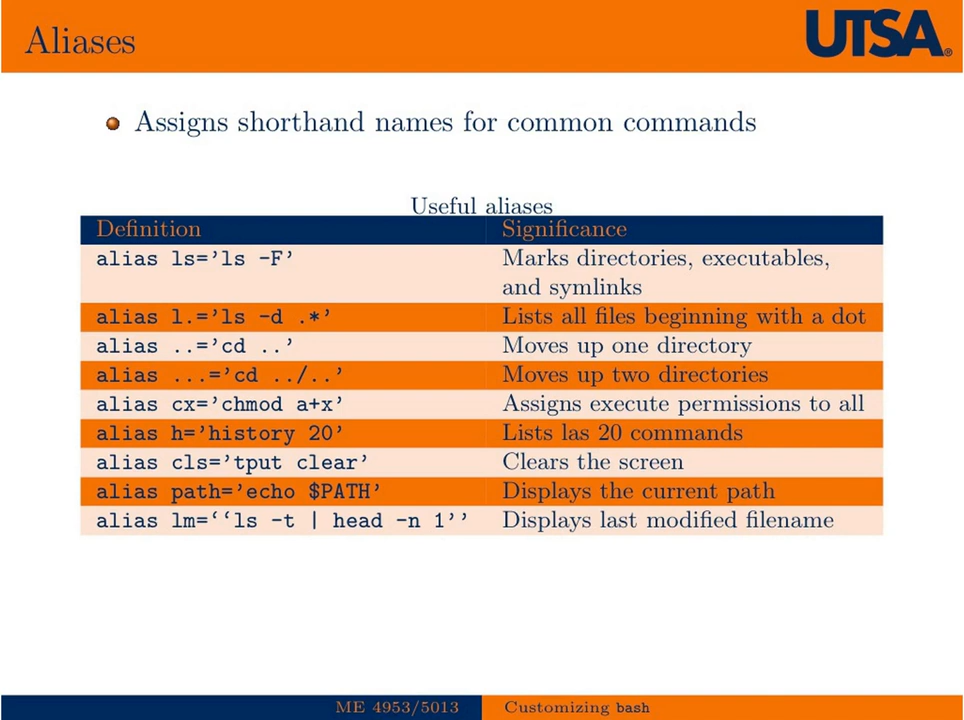 Aliases
UTSA®
Assigns shorthand names for common commands
Useful aliases
Definition Significance
alias ls=’ls -F’ Marks directories, executables,
and symlinks
alias l.=’ls -d .*’ Lists all files beginning with a dot
alias ..=’cd ..’ Moves up one directory
alias ...=’cd ../..’ Moves up two directories
alias cx=’chmod a+x’ Assigns execute permissions to all
alias h=’history 20’ Lists las 20 commands
alias cls=’tput clear’ Clears the screen
alias path=’echo $PATH’ Displays the current path
alias lm=‘‘ls -t | head -n 1’’ Displays last modified filename
ME 4953/5013 Customizing bash